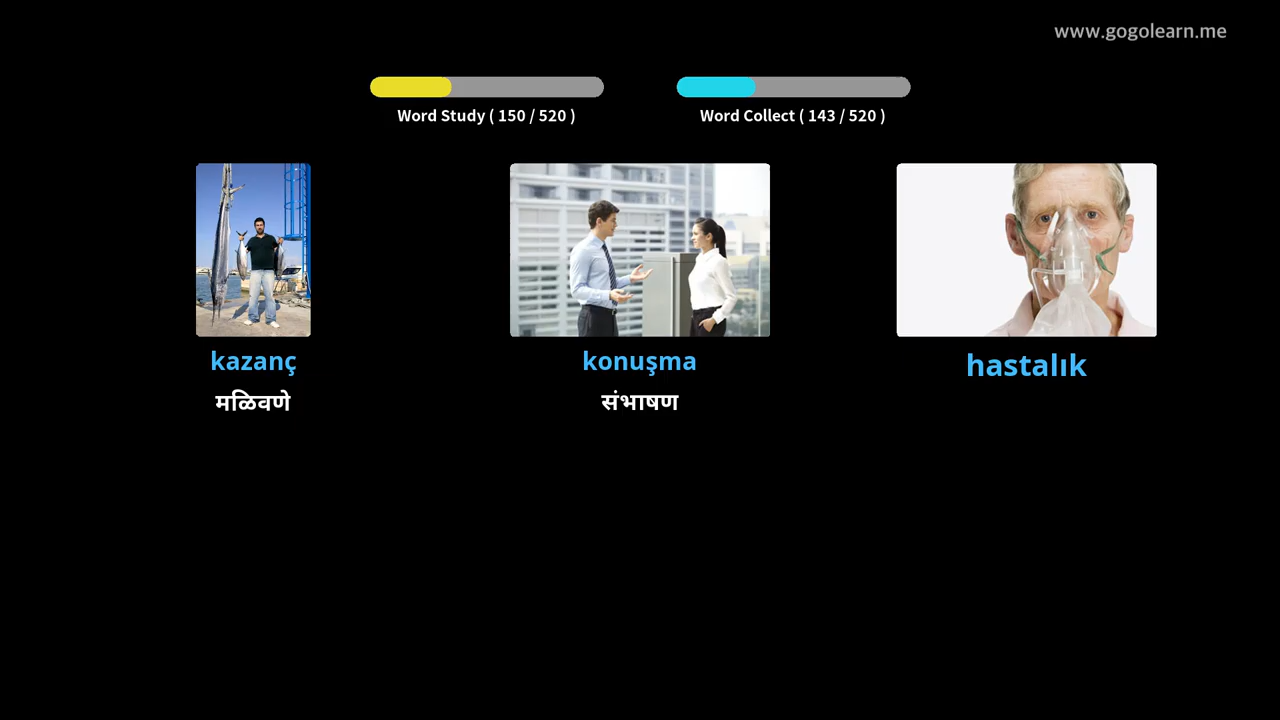 www.gogolearn.me
Word Study ( 150 / 520 )
Word Collect ( 143 / 520 )
kazanç
मळिवणे
konuşma
संभाषण
hastalık